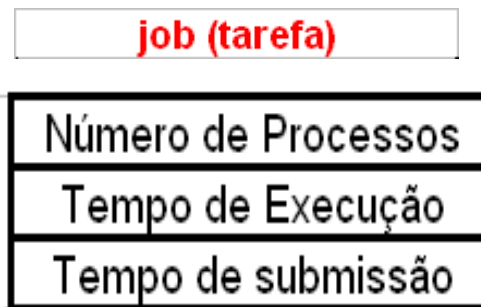 job (tarefa)
Número de Processos
Tempo de Execução
Tempo de submissão